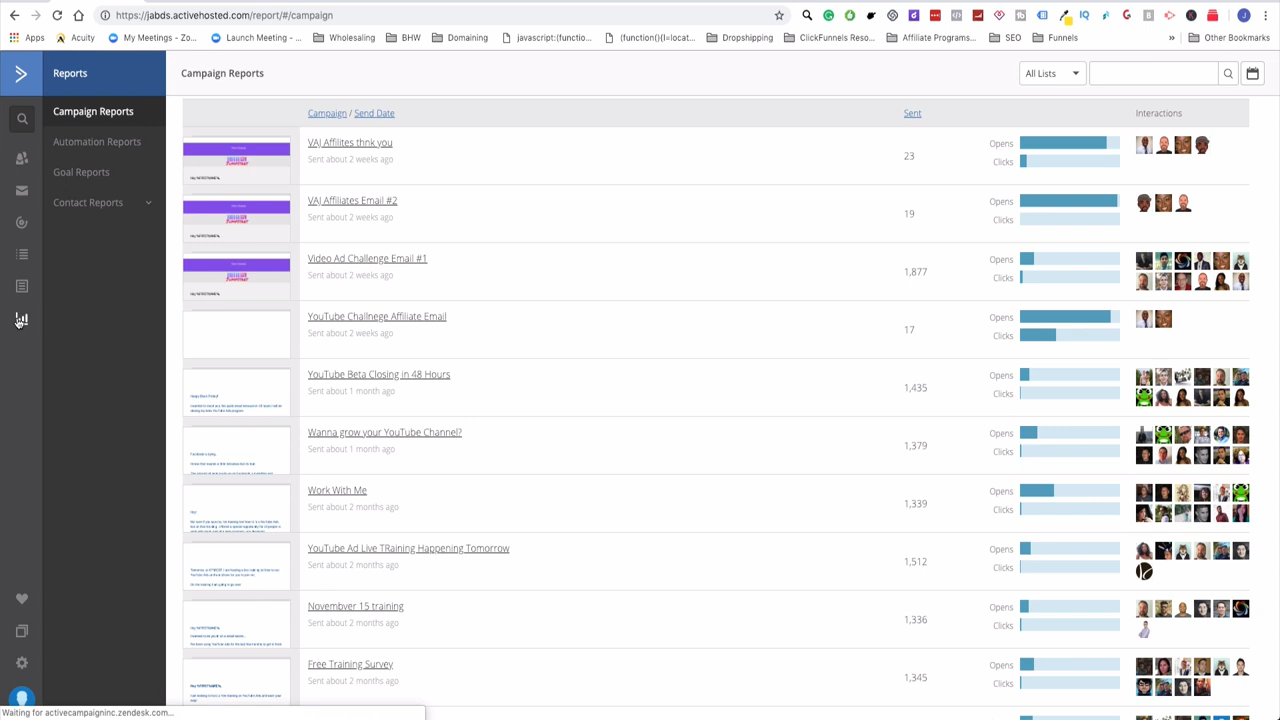 https://jabds.activehosted.com/report/#/campaign
Apps Acuity My Meetings - Zo... Launch Meeting - ... Wholesaling BHW Domaining javascript:(functio... (function(){l=locat... Dropshipping ClickFunnels Reso... Affiliate Programs... SEO Funnels » Other Bookmarks
Reports
Campaign Reports
Automation Reports
Goal Reports
Contact Reports
Campaign Reports
All Lists
Campaign / Send Date Sent Interactions
VAJ Affilites thnk you
Sent about 2 weeks ago
23
Opens
Clicks
VAJ Affiliates Email #2
Sent about 2 weeks ago
19
Opens
Clicks
Video Ad Challenge Email #1
Sent about 2 weeks ago
1,877
Opens
Clicks
YouTube Challnege Affiliate Email
Sent about 2 weeks ago
17
Opens
Clicks
YouTube Beta Closing in 48 Hours
Sent about 1 month ago
1,435
Opens
Clicks
Wanna grow your YouTube Channel?
Sent about 1 month ago
1,379
Opens
Clicks
Work With Me
Sent about 2 months ago
Opens
Clicks
YouTube Ad Live TRaining Happening Tomorrow
Sent about 2 months ago
Opens
Clicks
Novembver 15 training
Sent about 2 months ago
Opens
Clicks
Free Training Survey
Sent about 2 months ago
Opens
Clicks
Waiting for activecampaigninc.zendesk.com...